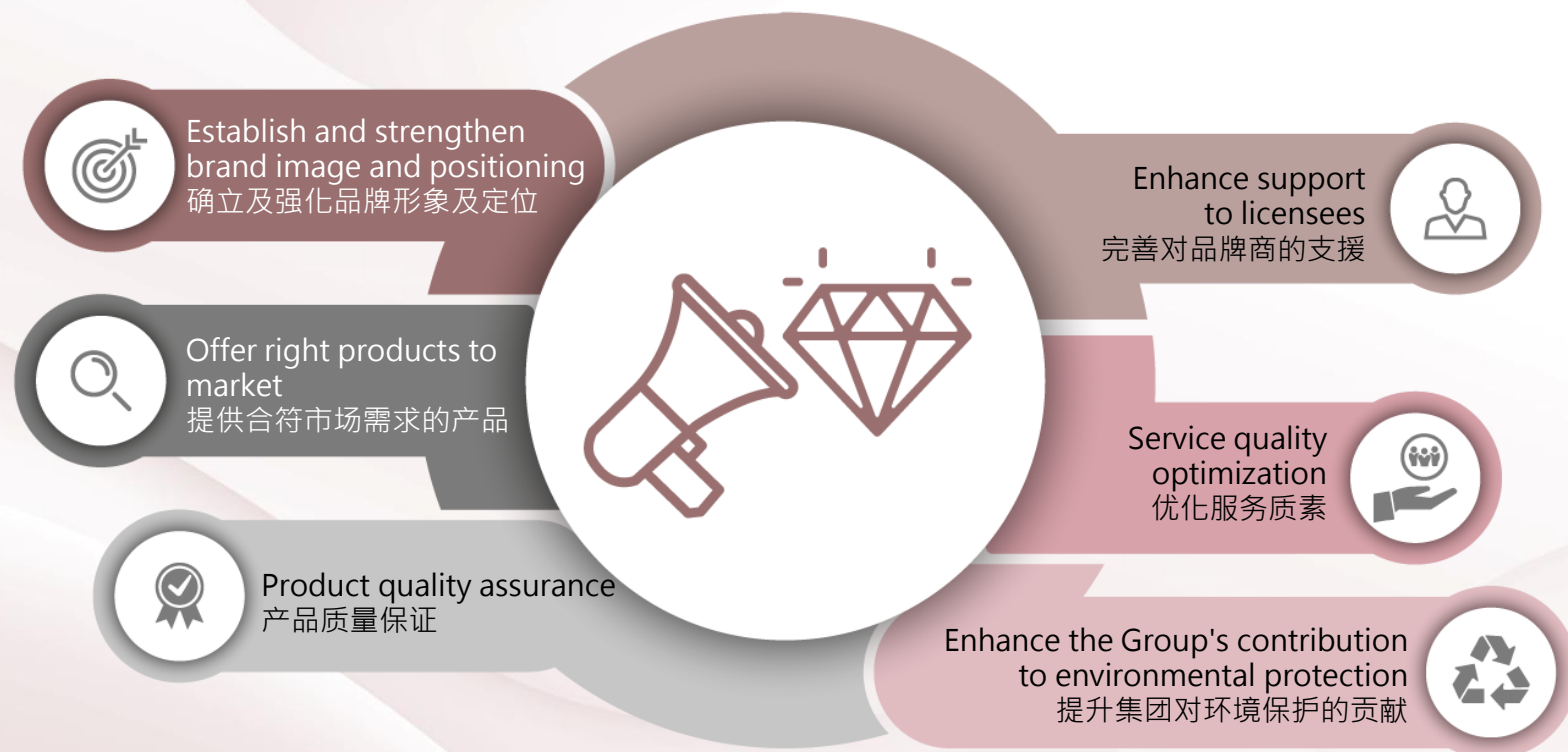 Establish and strengthen
brand image and positioning
确立及强化品牌形象及定位
Offer right products to
market
提供合符市场需求的产品
Product quality assurance
产品质量保证
Enhance support
to licensees
完善对品牌商的支援
Service quality
optimization
优化服务质素
Enhance the Group's contribution
to environmental protection
提升集团对环境保护的贡献